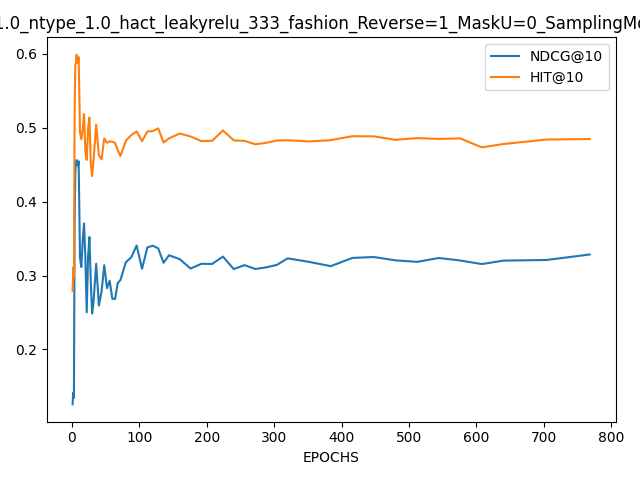 1.0_ntype_1.0_hact_leakyrelu_333_fashion_Reverse=1_MaskU=0_SamplingMo
NDCG@10
HIT@10
0.6
0.5
0.4
0.3
0.2
0 100 200 300 400 500 600 700 800
EPOCHS